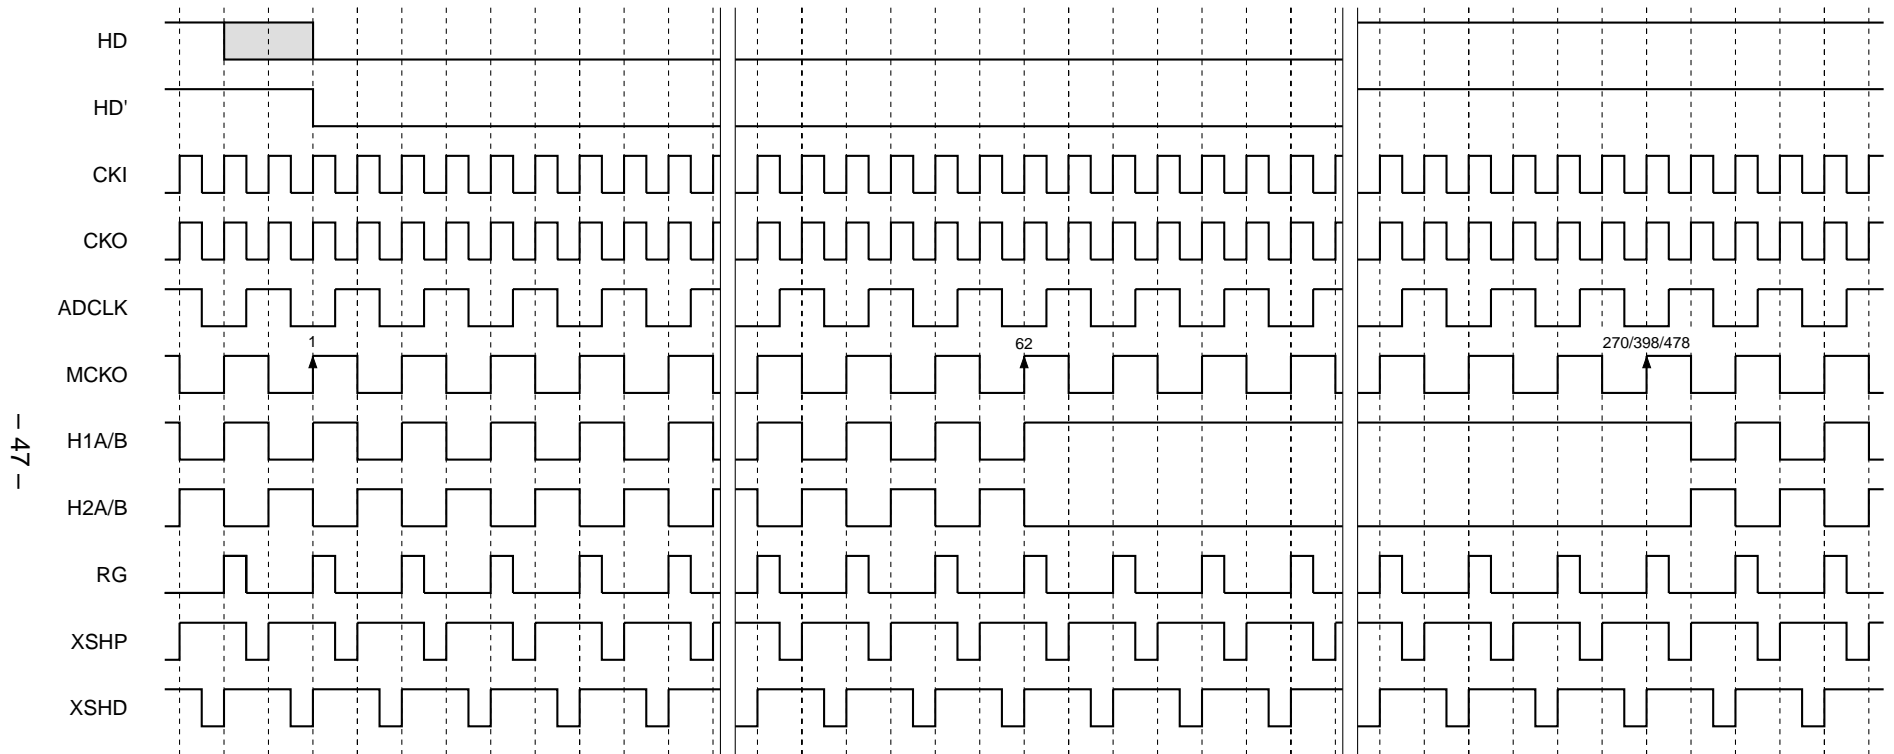 HD
HD'
CKI
CKO
ADCLK
1
62
270/398/478
MCKO
H1A/B
H2A/B
RG
XSHP
XSHD
– 47 –